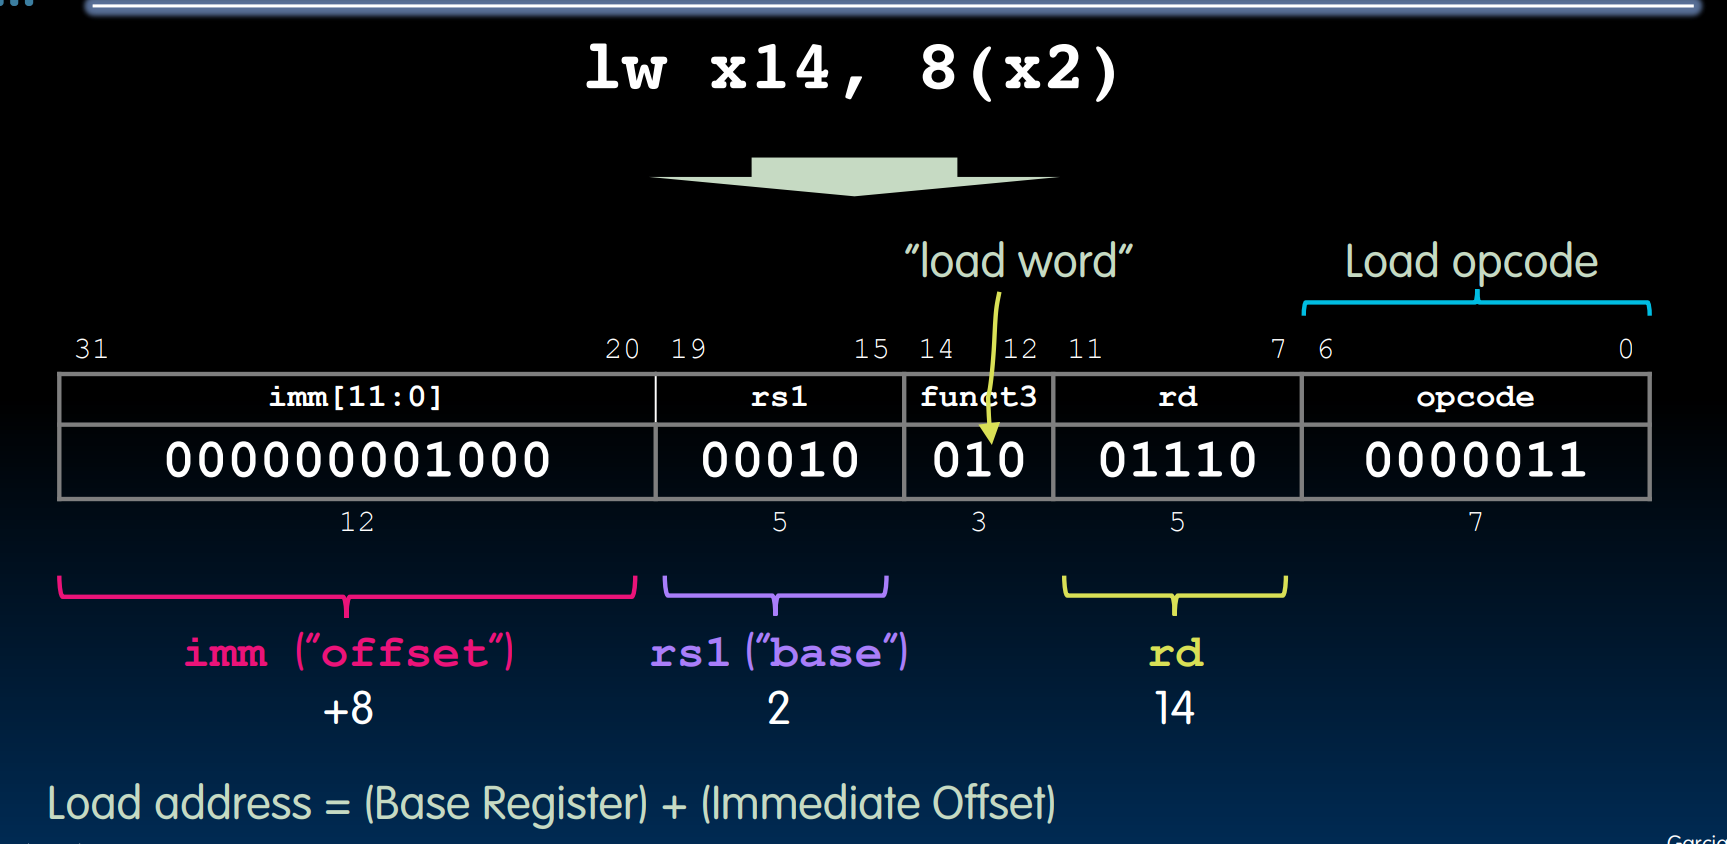 lw x14, 8(x2)
"load word" Load opcode
31 20 19 15 14 12 11 7 6 0
imm[11:0] rs1 funct3 rd opcode
000000001000 00010 010 01110 0000011
12 5 3 5 7
imm ("offset") rs1 ("base") rd
+8 2 14
Load address = (Base Register) + (Immediate Offset)